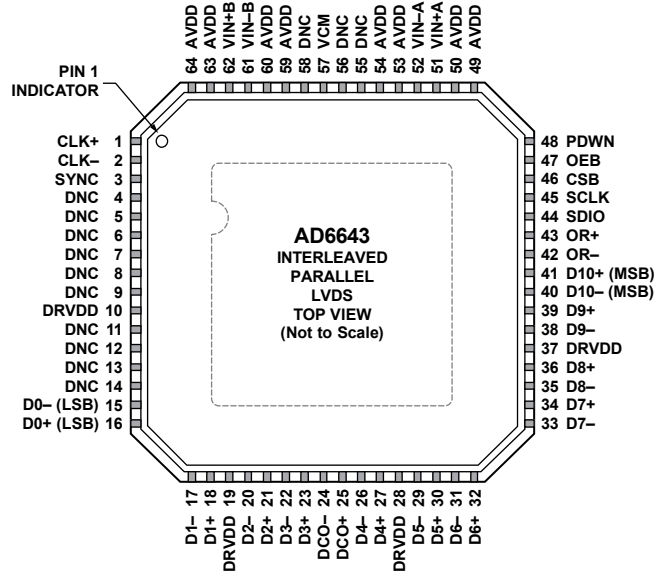 64 AVDD
63 AVDD
62 VIN+B
61 VIN–B
60 AVDD
59 AVDD
58 DNC
57 VCM
56 DNC
55 DNC
54 AVDD
53 AVDD
52 VIN–A
51 VIN+A
50 AVDD
49 AVDD
PIN 1
INDICATOR
CLK+ 1
CLK– 2
SYNC 3
DNC 4
DNC 5
DNC 6
DNC 7
DNC 8
DNC 9
DRVDD 10
DNC 11
DNC 12
DNC 13
DNC 14
D0– (LSB) 15
D0+ (LSB) 16
AD6643
INTERLEAVED
PARALLEL
LVDS
TOP VIEW
(Not to Scale)
48 PDWN
47 OEB
46 CSB
45 SCLK
44 SDIO
43 OR+
42 OR–
41 D10+ (MSB)
40 D10– (MSB)
39 D9+
38 D9–
37 DRVDD
36 D8+
35 D8–
34 D7+
33 D7–
D1– 17
D1+ 18
DRVDD 19
D2– 20
D2+ 21
D3– 22
D3+ 23
DCO– 24
DCO+ 25
D4– 26
D4+ 27
DRVDD 28
D5– 29
D5+ 30
D6– 31
D6+ 32